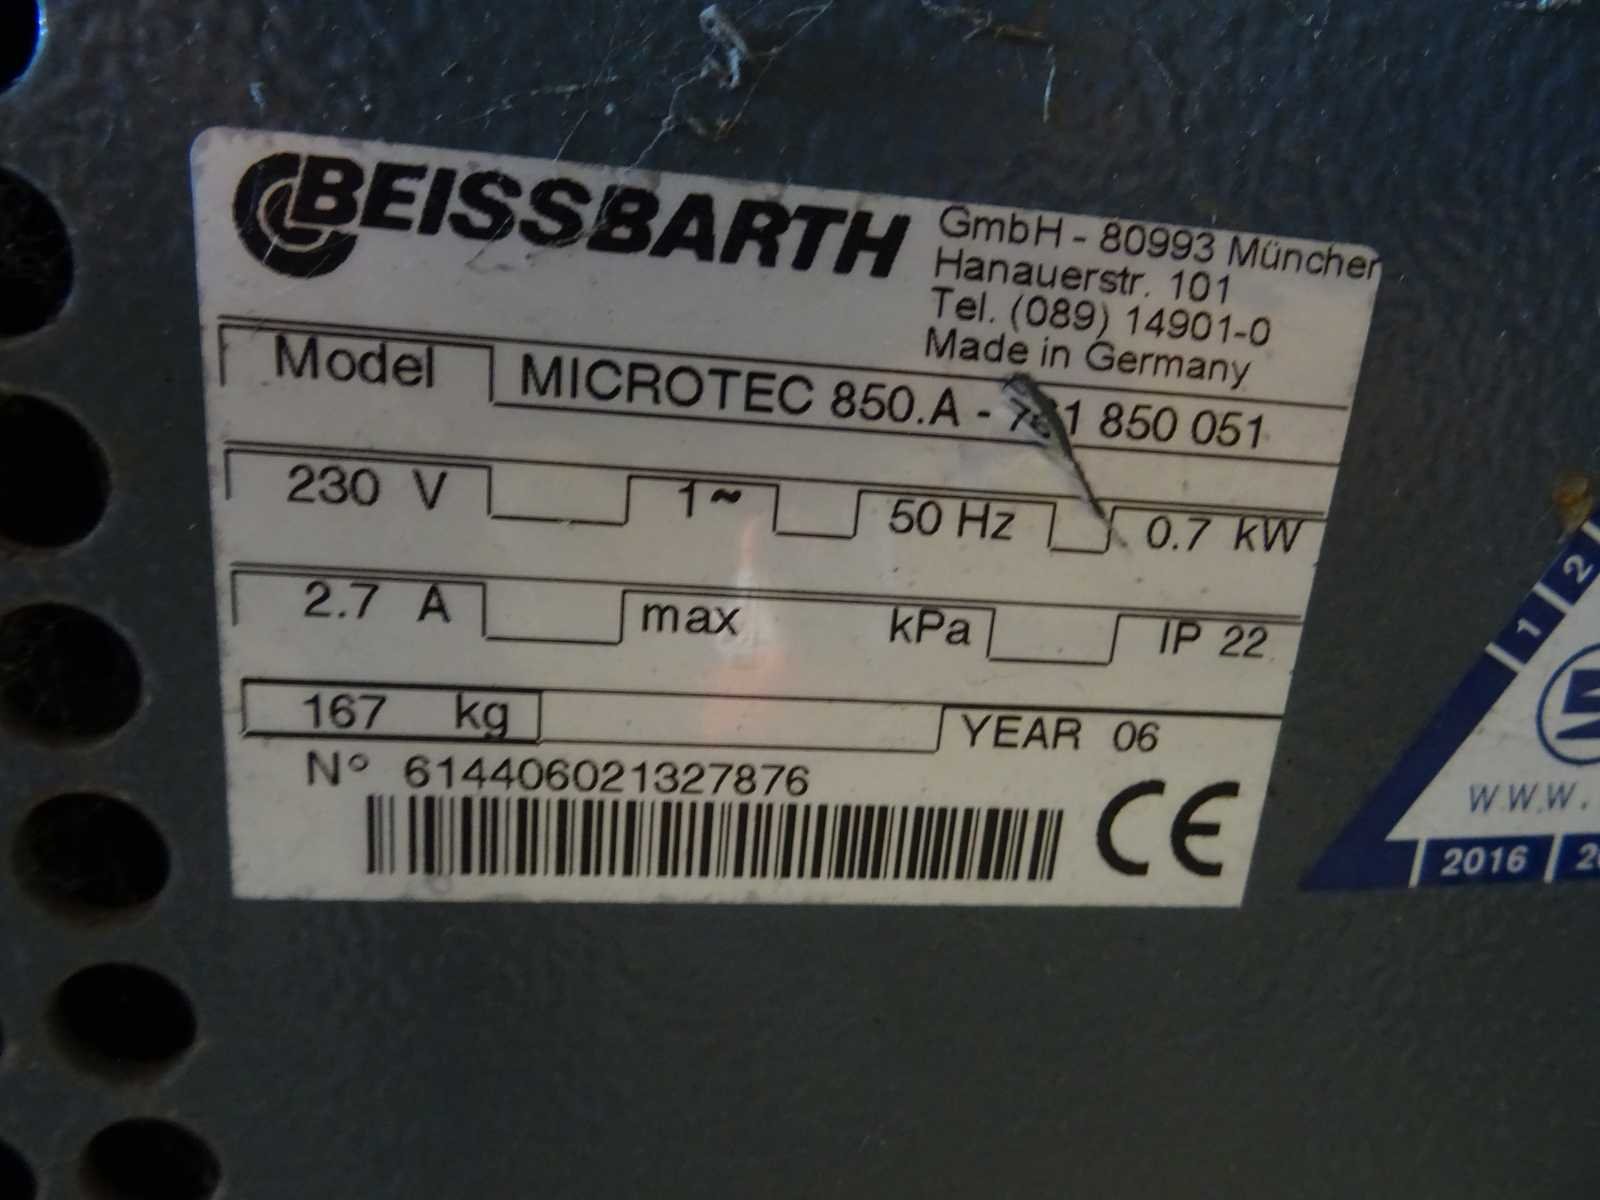 BEISSBARTH
GmbH - 80993 München
Hanauerstr. 101
Tel. (089) 14901-0
Made in Germany
Model MICROTEC 850.A - 850 051
230 V 1~ 50 Hz 0.7 kW
2.7 A max kPa IP 22
167 kg YEAR 06
N° 614406021327876
CE
1 2
www.
2016